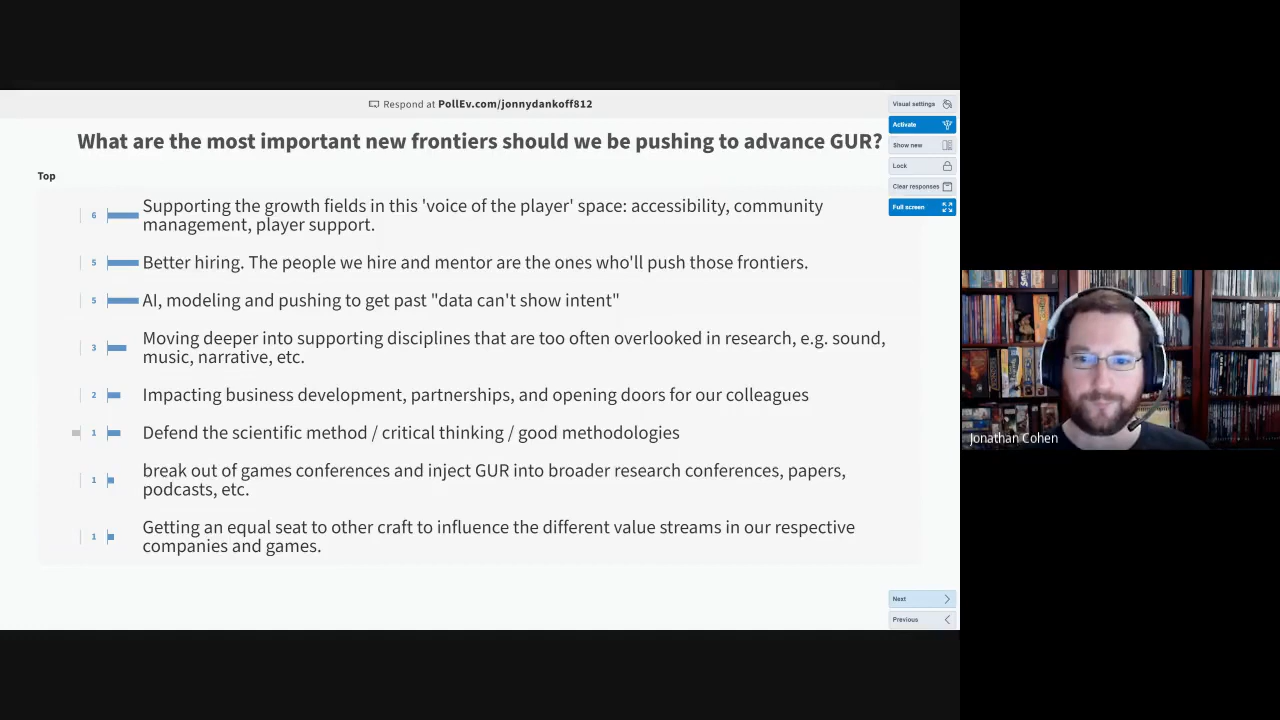 Respond at PollEv.com/jonnydankoff812
Visual settings
What are the most important new frontiers should we be pushing to advance GUR?
Activate
Show new
Lock
Clear responses
Full screen
Top
6
Supporting the growth fields in this 'voice of the player' space: accessibility, community
management, player support.
5
Better hiring. The people we hire and mentor are the ones who'll push those frontiers.
5
AI, modeling and pushing to get past "data can't show intent"
3
Moving deeper into supporting disciplines that are too often overlooked in research, e.g. sound,
music, narrative, etc.
2
Impacting business development, partnerships, and opening doors for our colleagues
1
Defend the scientific method / critical thinking / good methodologies
1
break out of games conferences and inject GUR into broader research conferences, papers,
podcasts, etc.
1
Getting an equal seat to other craft to influence the different value streams in our respective
companies and games.
Next
Previous
Jonathan Cohen